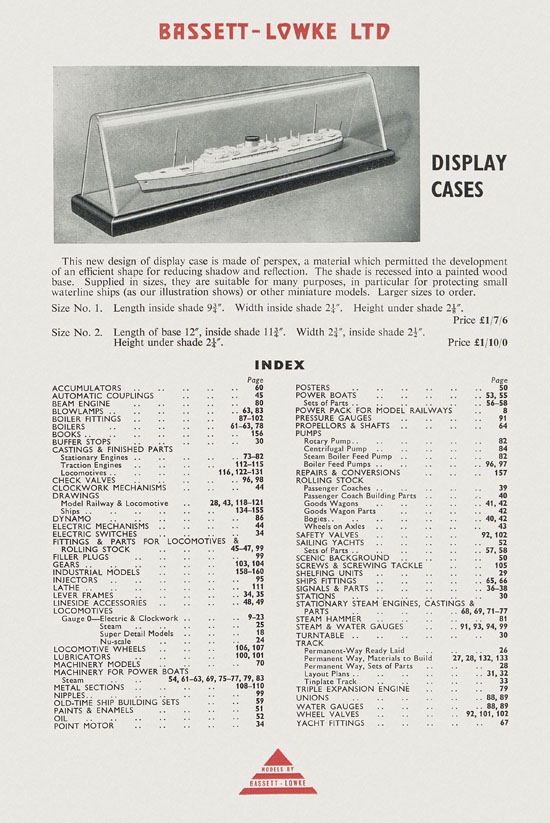 BASSETT-LOWKE LTD
DISPLAY
CASES
This new design of display case is made of perspex, a material which permitted the development
of an efficient shape for reducing shadow and reflection. The shade is recessed into a painted wood
base. Supplied in sizes, they are suitable for many purposes, in particular for protecting small
waterline ships (as our illustration shows) or other miniature models. Larger sizes to order.
Size No. 1. Length inside shade 9¾". Width inside 2¾". Height under shade 2⅛".
Price £1/7/6
Size No. 2. Length of base 12", inside shade 11¾". Width 2¾", inside 2½".
Height under shade 2¼". Price £1/10/0
INDEX
Page
ACCUMULATORS .. .. .. .. .. 60
AUTOMATIC COUPLINGS .. .. .. .. 45
BEAM ENGINE .. .. .. .. .. 80
BLOWLAMPS .. .. .. .. .. 63, 83
BOILER FITTINGS .. .. .. .. 87-102
BOILERS .. .. .. .. .. 61-63, 78
BOOKS .. .. .. .. .. .. 156
BUFFER STOPS .. .. .. .. .. 30
CASTINGS & FINISHED PARTS
Stationary Engines .. .. .. .. 73-82
Traction Engines .. .. .. .. 112-115
Locomotives .. .. .. .. 116, 122-131
CHECK VALVES .. .. .. .. 96, 98
CLOCKWORK MECHANISMS .. .. .. 44
DRAWINGS
Model Railway & Locomotive .. 28, 43, 118-121
Ships .. .. .. .. .. 134-155
DYNAMO .. .. .. .. .. 86
ELECTRIC MECHANISMS .. .. .. .. 44
ELECTRIC SWITCHES .. .. .. .. 34
FITTINGS & PARTS FOR LOCOMOTIVES &
ROLLING STOCK .. .. .. 45-47, 99
FILLER PLUGS .. .. .. .. .. 99
GEARS .. .. .. .. .. 103, 104
INDUSTRIAL MODELS .. .. .. 158-160
INJECTORS .. .. .. .. .. 95
LATHE .. .. .. .. .. .. 111
LEVER FRAMES .. .. .. .. 34, 35
LINESIDE ACCESSORIES .. .. .. 48, 49
LOCOMOTIVES
Gauge 0—Electric & Clockwork .. .. 9-23
Steam .. .. .. .. 25
Super Detail Models .. .. 18
Nu-scale .. .. .. .. 24
LOCOMOTIVE WHEELS .. .. .. 106, 107
LUBRICATORS .. .. .. .. 100, 101
MACHINERY MODELS .. .. .. .. 70
MACHINERY FOR POWER BOATS
Steam .. .. 54, 61-63, 69, 75-77, 79, 83
METAL SECTIONS .. .. .. .. 108-110
NIPPLES .. .. .. .. .. .. 99
OLD-TIME SHIP BUILDING SETS .. .. .. 59
PAINTS & ENAMELS .. .. .. .. 51
OIL .. .. .. .. .. .. 52
POINT MOTOR .. .. .. .. .. 34
Page
POSTERS .. .. .. .. .. 50
POWER BOATS .. .. .. .. 53, 55
Sets of Parts .. .. .. .. 56-58
POWER PACK FOR MODEL RAILWAYS .. 8
PRESSURE GAUGES .. .. .. .. 91
PROPELLORS & SHAFTS .. .. .. .. 64
PUMPS
Rotary Pump .. .. .. .. .. 82
Centrifugal Pump .. .. .. .. 84
Steam Boiler Feed Pump .. .. .. 82
Boiler Feed Pumps .. .. .. 96, 97
REPAIRS & CONVERSIONS .. .. .. 157
ROLLING STOCK
Passenger Coaches .. .. .. .. 39
Passenger Coach Building Parts .. .. 40
Goods Wagons .. .. .. .. 41, 42
Goods Wagon Parts .. .. .. 42
Bogies .. .. .. .. .. 40, 42
Wheels on Axles .. .. .. .. 43
SAFETY VALVES .. .. .. .. 92, 102
SAILING YACHTS .. .. .. .. 52
Sets of Parts .. .. .. .. 57, 58
SCENIC BACKGROUND .. .. .. .. 50
SCREWS & SCREWING TACKLE .. .. .. 105
SHELFING UNITS .. .. .. .. 29
SHIPS FITTINGS .. .. .. .. 65, 66
SIGNALS & PARTS .. .. .. .. 36-38
STATIONS .. .. .. .. .. 30
STATIONARY STEAM ENGINES, CASTINGS &
PARTS .. .. .. .. 68, 69, 71-77
STEAM HAMMER .. .. .. .. 81
STEAM & WATER GAUGES .. .. 91, 93, 94, 99
TURNTABLE .. .. .. .. .. 30
TRACK
Permanent-Way Ready Laid .. .. .. 26
Permanent Way, Materials to Build 27, 28, 132, 133
Permanent Way, Sets of Parts .. .. .. 28
Layout Plans .. .. .. .. 31, 32
Tinplate Track .. .. .. .. 33
TRIPLE EXPANSION ENGINE .. .. .. 79
UNIONS .. .. .. .. .. 88, 89
WATER GAUGES .. .. .. .. 88, 89
WHEEL VALVES .. .. .. 92, 101, 102
YACHT FITTINGS .. .. .. .. 67
MODELS BY
BASSETT-LOWKE